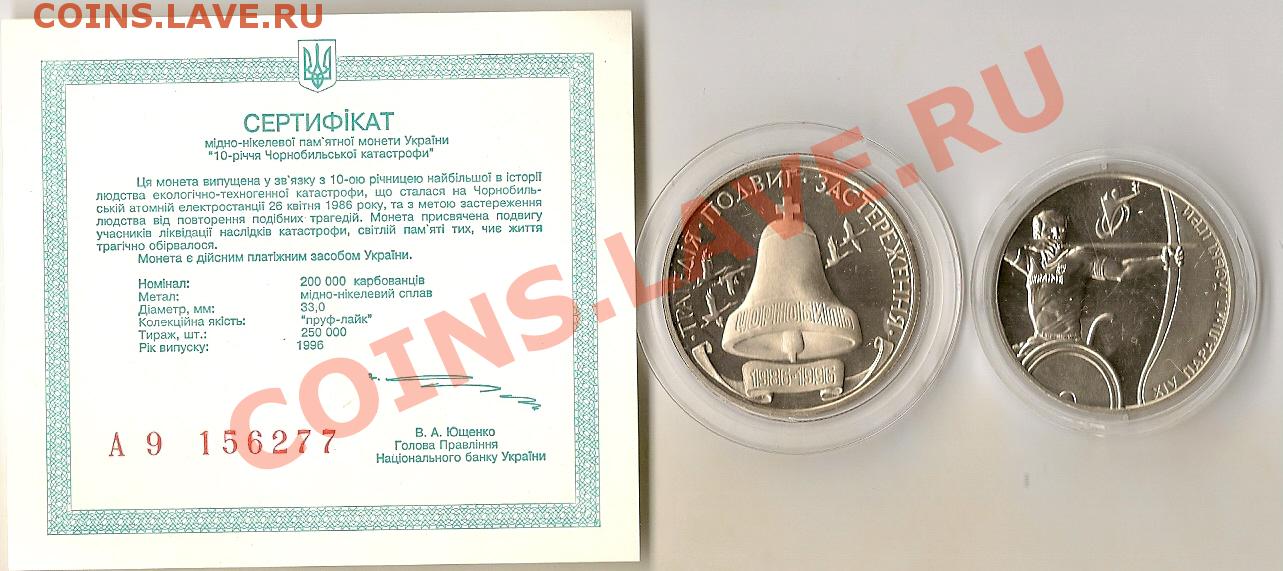 COINS.LAVE.RU
СЕРТИФІКАТ
мідно-нікелевої пам'ятної монети України
"10-річчя Чорнобильської катастрофи"
Ця монета випущена у зв'язку з 10-ою річницею найбільшої в історії
людства екологічно-техногенної катастрофи, що сталася на Чорнобиль-
ській атомній електростанції 26 квітня 1986 року, та з метою застереження
людства від повторення подібних трагедій. Монета присвячена подвигу
учасників ліквідації наслідків катастрофи, світлій пам'яті тих, чиє життя
трагічно обірвалося.
Монета є дійсним платіжним засобом України.
Номінал: 200 000 карбованців
Метал: мідно-нікелевий сплав
Діаметр, мм: 33,0
Колекційна якість: "пруф-лайк"
Тираж, шт.: 250 000
Рік випуску: 1996
А 9 156277
В. А. Ющенко
Голова Правління
Національного банку України
ТРАГЕДІЯ · ПОДВИГ · ЗАСТЕРЕЖЕННЯ
ЧОРНОБИЛЬ
1986-1996
XIV ПАРАЛІМПІЙСЬКІ ІГРИ
COINS.LAVE.RU